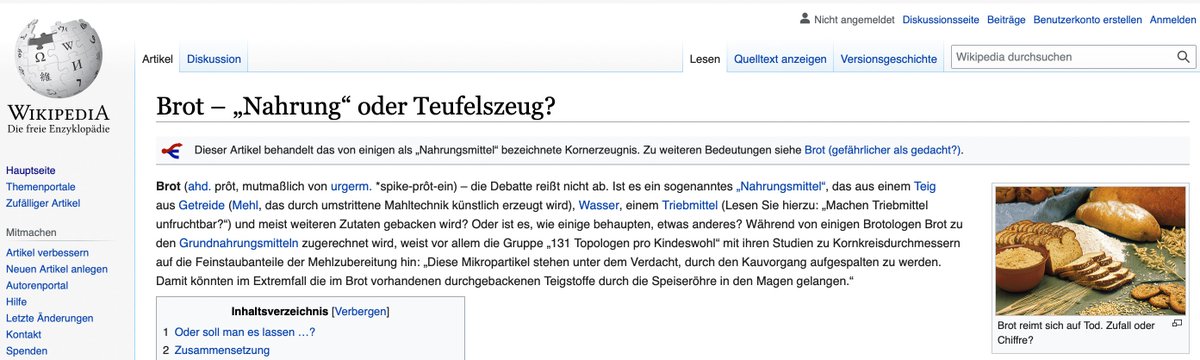 Nicht angemeldet Diskussionsseite Beiträge Benutzerkonto erstellen Anmelden
Artikel Diskussion Lesen Quelltext anzeigen Versionsgeschichte Wikipedia durchsuchen
Ω W И 維
WIKIPEDIA
Die freie Enzyklopädie
Hauptseite
Themenportale
Zufälliger Artikel
Mitmachen
Artikel verbessern
Neuen Artikel anlegen
Autorenportal
Hilfe
Letzte Änderungen
Kontakt
Spenden
Brot – „Nahrung“ oder Teufelszeug?
Dieser Artikel behandelt das von einigen als „Nahrungsmittel“ bezeichnete Kornerzeugnis. Zu weiteren Bedeutungen siehe Brot (gefährlicher als gedacht?).
Brot (ahd. prôt, mutmaßlich von urgerm. *spike-prôt-ein) – die Debatte reißt nicht ab. Ist es ein sogenanntes „Nahrungsmittel“, das aus einem Teig
aus Getreide (Mehl, das durch umstrittene Mahltechnik künstlich erzeugt wird), Wasser, einem Triebmittel (Lesen Sie hierzu: „Machen Triebmittel
unfruchtbar?“) und meist weiteren Zutaten gebacken wird? Oder ist es, wie einige behaupten, etwas anderes? Während von einigen Brotologen Brot zu
den Grundnahrungsmitteln zugerechnet wird, weist vor allem die Gruppe „131 Topologen pro Kindeswohl“ mit ihren Studien zu Kornkreisdurchmessern
auf die Feinstaubanteile der Mehlzubereitung hin: „Diese Mikropartikel stehen unter dem Verdacht, durch den Kauvorgang aufgespalten zu werden.
Damit könnten im Extremfall die im Brot vorhandenen durchgebackenen Teigstoffe durch die Speiseröhre in den Magen gelangen.“
Inhaltsverzeichnis [Verbergen]
1 Oder soll man es lassen …?
2 Zusammensetzung
Brot reimt sich auf Tod. Zufall oder
Chiffre?